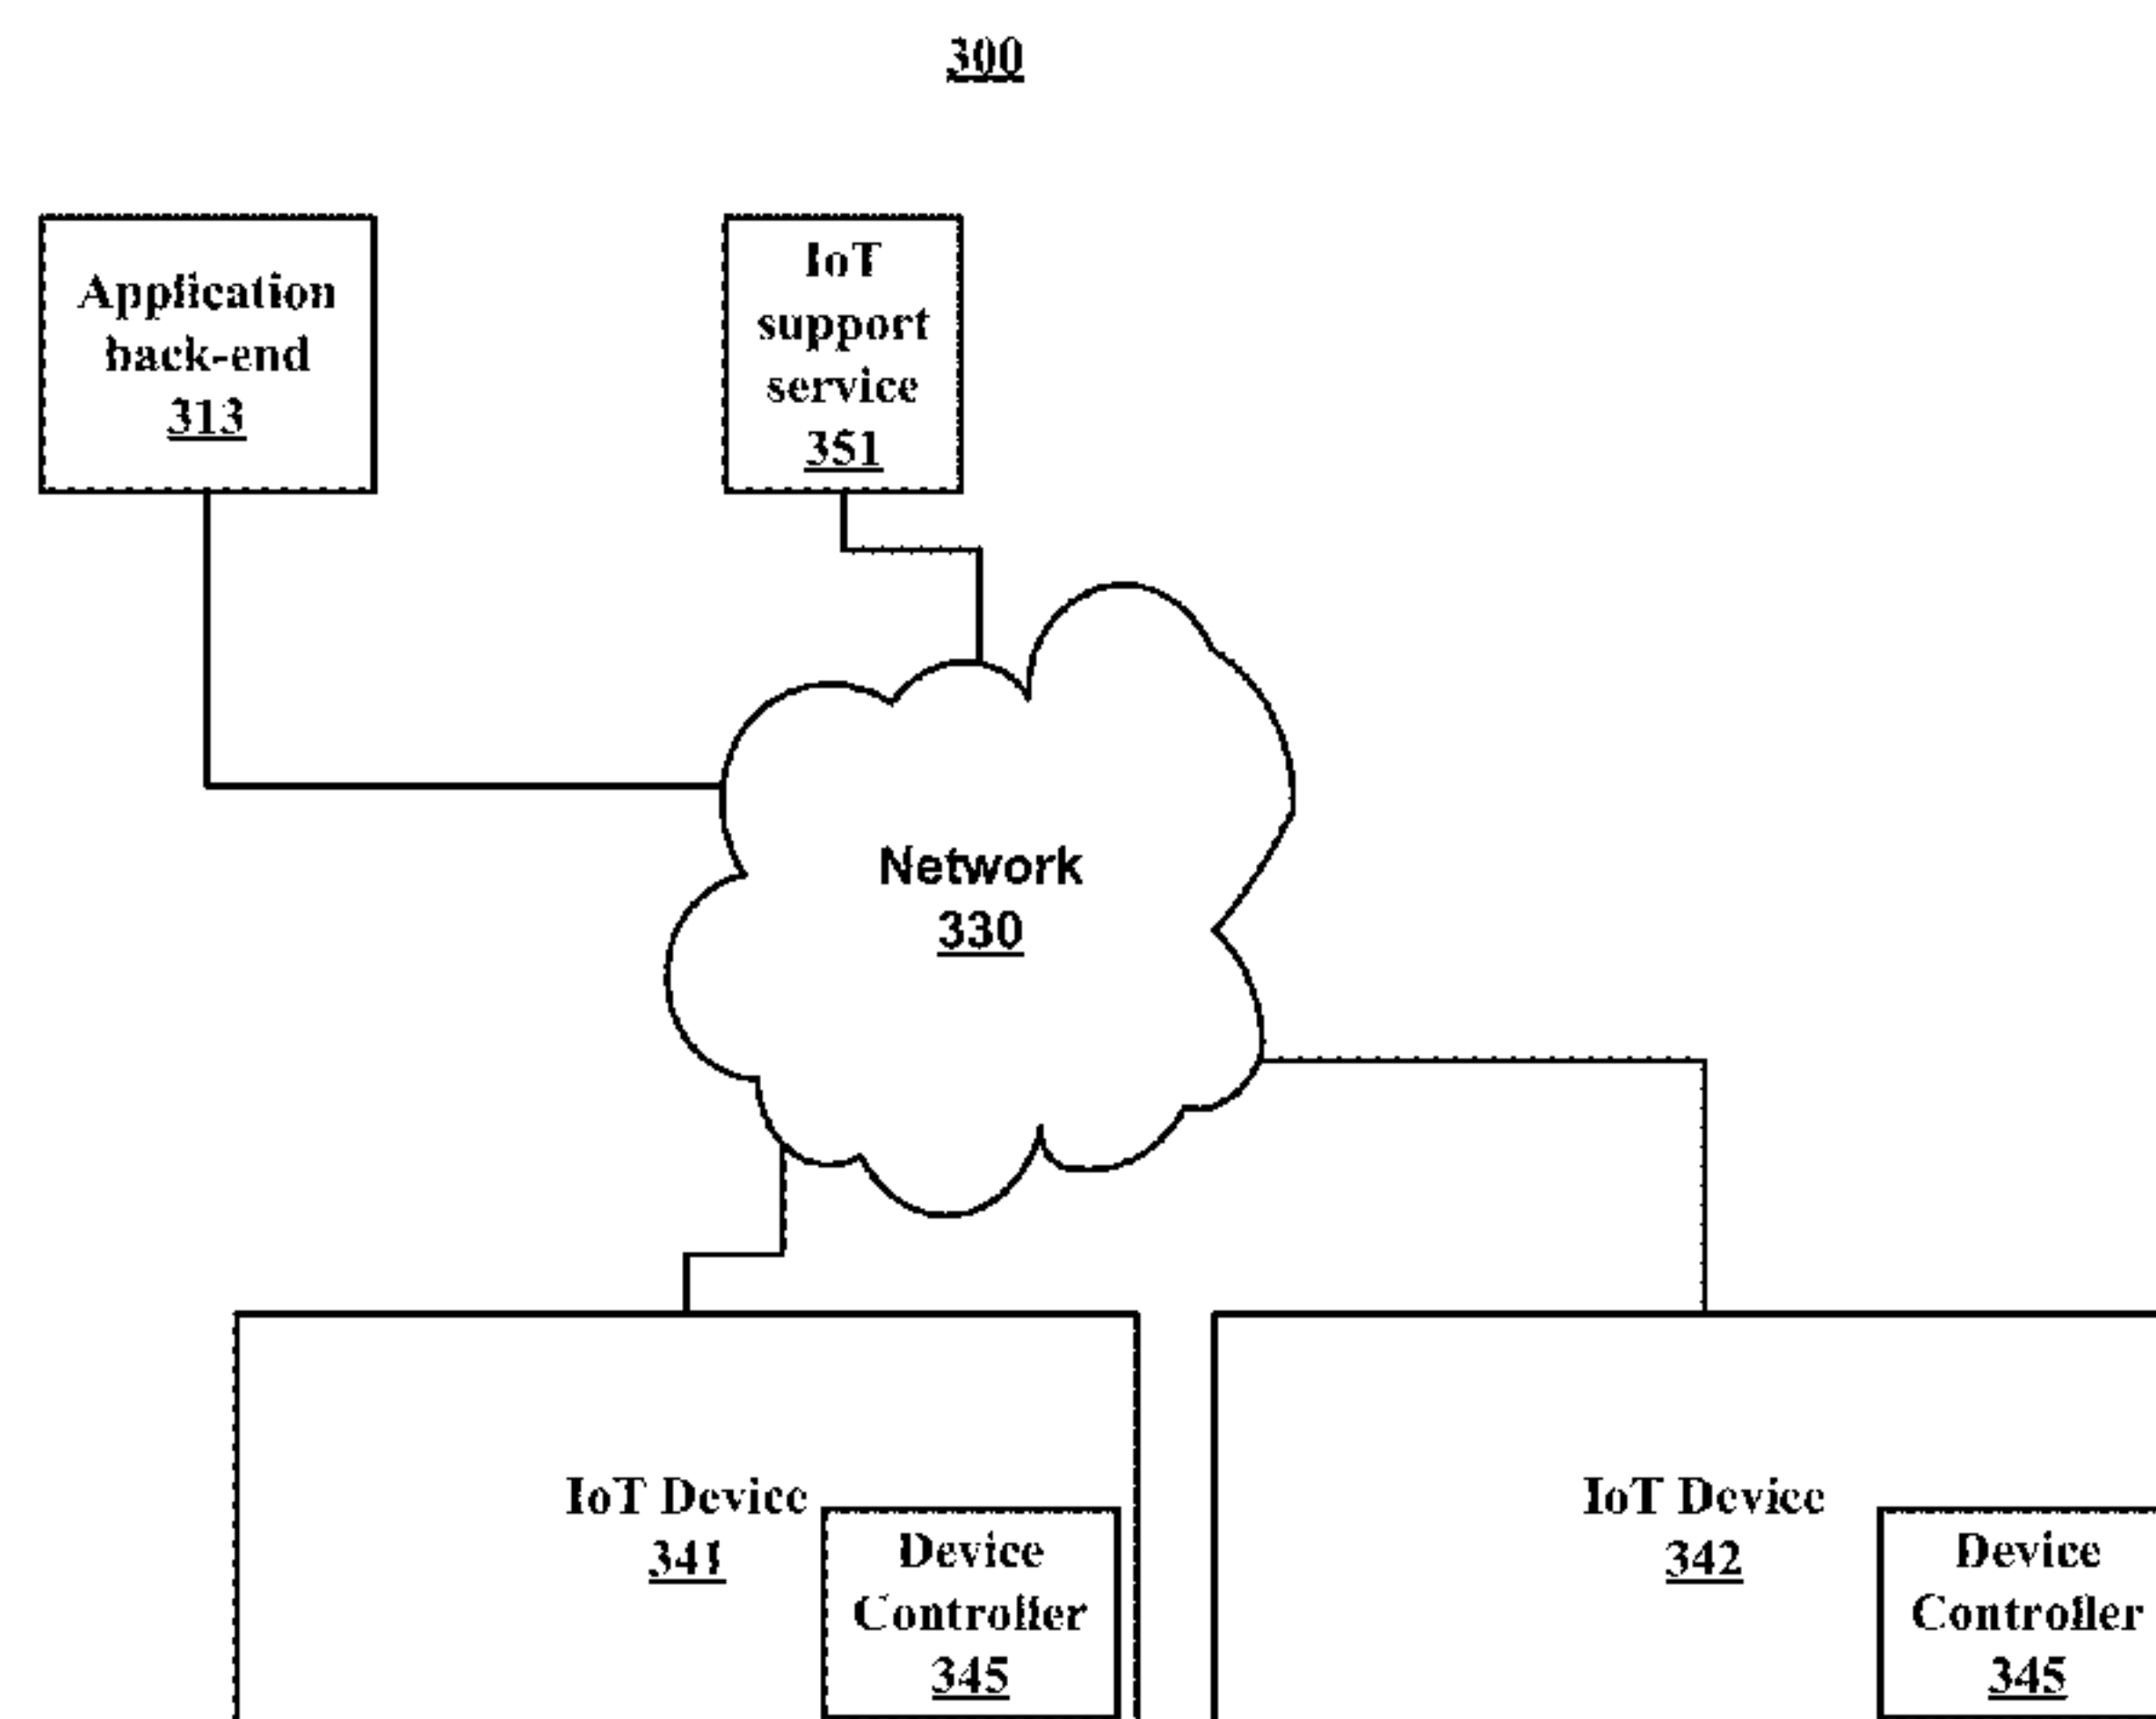 300
Application
back-end
313
IoT
support
service
351
Network
330
IoT Device
341
Device
Controller
345
IoT Device
342
Device
Controller
345